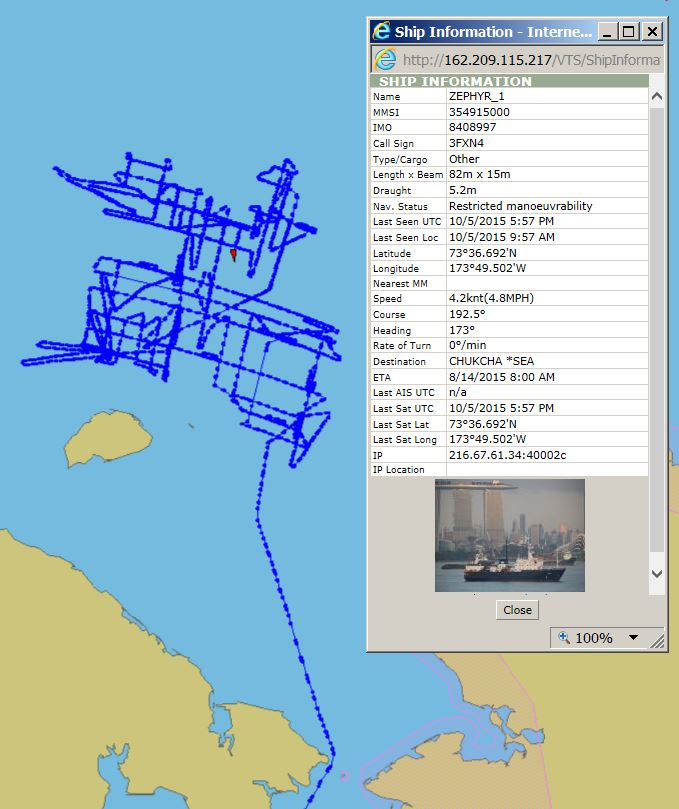 Ship Information - Interne...
http://162.209.115.217/VTS/ShipInforma
SHIP INFORMATION
Name ZEPHYR_1
MMSI 354915000
IMO 8408997
Call Sign 3FXN4
Type/Cargo Other
Length x Beam 82m x 15m
Draught 5.2m
Nav. Status Restricted manoeuvrability
Last Seen UTC 10/5/2015 5:57 PM
Last Seen Loc 10/5/2015 9:57 AM
Latitude 73°36.692'N
Longitude 173°49.502'W
Nearest MM
Speed 4.2knt(4.8MPH)
Course 192.5°
Heading 173°
Rate of Turn 0°/min
Destination CHUKCHA *SEA
ETA 8/14/2015 8:00 AM
Last AIS UTC n/a
Last Sat UTC 10/5/2015 5:57 PM
Last Sat Lat 73°36.692'N
Last Sat Long 173°49.502'W
IP 216.67.61.34:40002c
IP Location
Close
100%